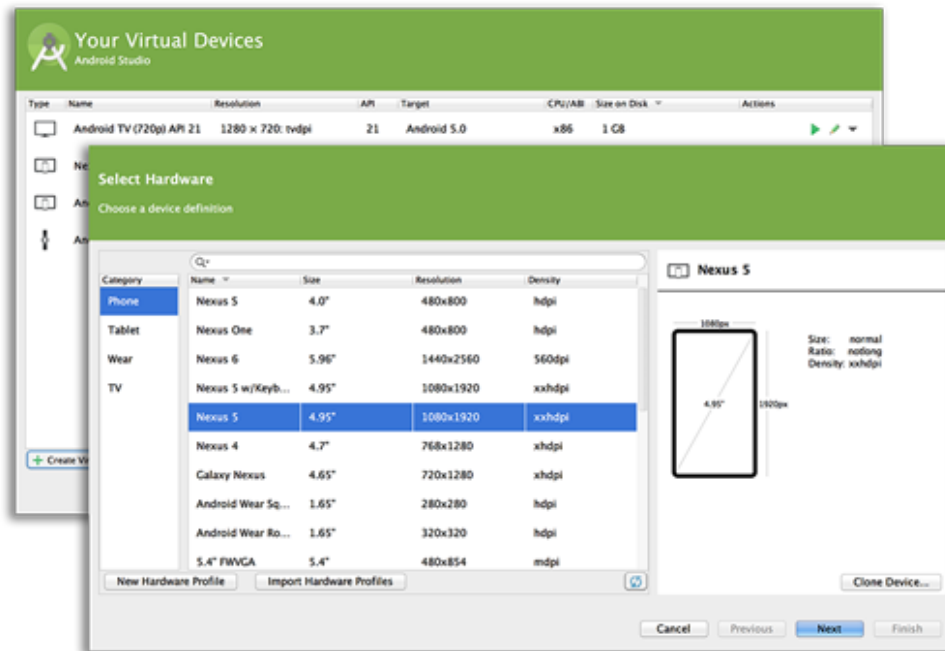 Your Virtual Devices
Android Studio
Type Name Resolution API Target CPU/ABI Size on Disk Actions
Android TV (720p) API 21 1280 × 720: tvdpi 21 Android 5.0 x86 1 GB
Ne
An
An
Create Vi
Select Hardware
Choose a device definition
Category
Phone
Tablet
Wear
TV
Name Size Resolution Density
Nexus S 4.0" 480x800 hdpi
Nexus One 3.7" 480x800 hdpi
Nexus 6 5.96" 1440x2560 560dpi
Nexus 5 w/Keyb... 4.95" 1080x1920 xxhdpi
Nexus 5 4.95" 1080x1920 xxhdpi
Nexus 4 4.7" 768x1280 xhdpi
Galaxy Nexus 4.65" 720x1280 xhdpi
Android Wear Sq... 1.65" 280x280 hdpi
Android Wear Ro... 1.65" 320x320 hdpi
5.4" FWVGA 5.4" 480x854 mdpi
New Hardware Profile Import Hardware Profiles
Nexus 5
1080px
4.95"
1920px
Size: normal
Ratio: notlong
Density: xxhdpi
Clone Device...
Cancel Previous Next Finish